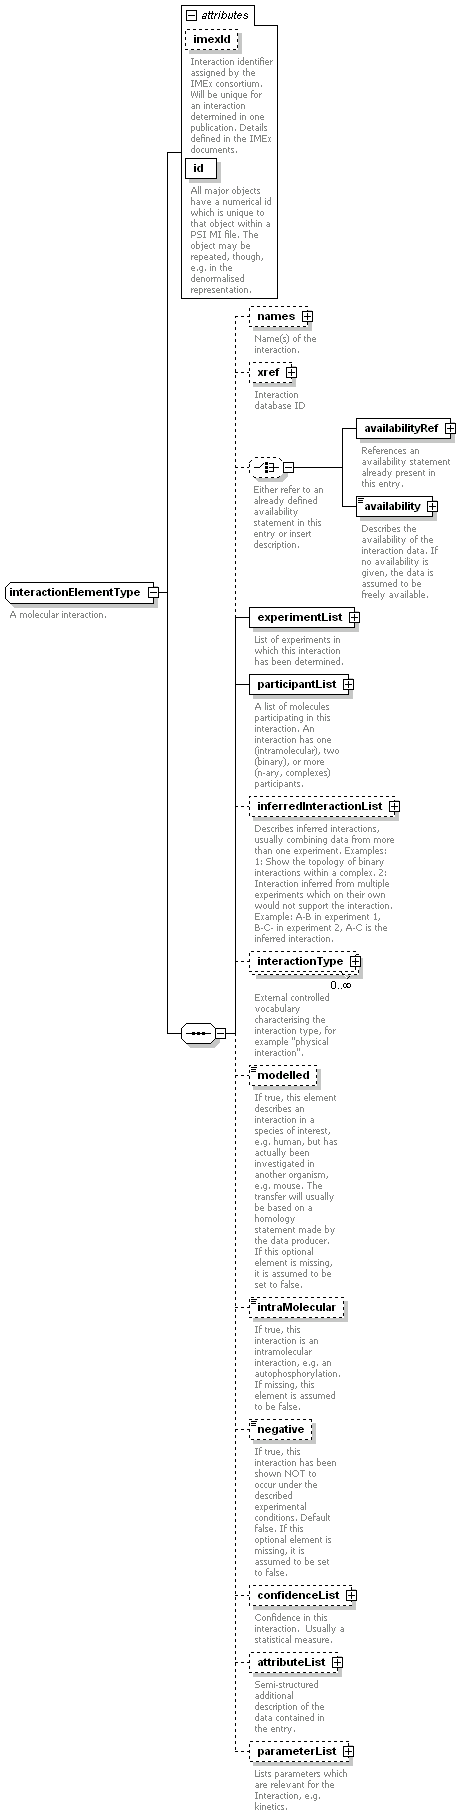 attributes
imexId
Interaction identifier
assigned by the
IMEx consortium.
Will be unique for
an interaction
determined in one
publication. Details
defined in the IMEx
documents.
id
All major objects
have a numerical id
which is unique to
that object within a
PSI MI file. The
object may be
repeated, though,
e.g. in the
denormalised
representation.
names
Name(s) of the
interaction.
xref
Interaction
database ID
Either refer to an
already defined
availability
statement in this
entry or insert
description.
availabilityRef
References an
availability statement
already present in
this entry.
availability
Describes the
availability of the
interaction data. If
no availability is
given, the data is
assumed to be
freely available.
interactionElementType
A molecular interaction.
experimentList
List of experiments in
which this interaction
has been determined.
participantList
A list of molecules
participating in this
interaction. An
interaction has one
(intramolecular), two
(binary), or more
(n-ary, complexes)
participants.
inferredInteractionList
Describes inferred interactions,
usually combining data from more
than one experiment. Examples:
1: Show the topology of binary
interactions within a complex. 2:
Interaction inferred from multiple
experiments which on their own
would not support the interaction.
Example: A-B in experiment 1,
B-C- in experiment 2, A-C is the
inferred interaction.
interactionType
0..∞
External controlled
vocabulary
characterising the
interaction type, for
example "physical
interaction".
modelled
If true, this element
describes an
interaction in a
species of interest,
e.g. human, but has
actually been
investigated in
another organism,
e.g. mouse. The
transfer will usually
be based on a
homology
statement made by
the data producer.
If this optional
element is missing,
it is assumed to be
set to false.
intraMolecular
If true, this
interaction is an
intramolecular
interaction, e.g. an
autophosphorylation.
If missing, this
element is assumed
to be false.
negative
If true, this
interaction has been
shown NOT to
occur under the
described
experimental
conditions. Default
false. If this
optional element is
missing, it is
assumed to be set
to false.
confidenceList
Confidence in this
interaction.  Usually a
statistical measure.
attributeList
Semi-structured
additional
description of the
data contained in
the entry.
parameterList
Lists parameters which
are relevant for the
Interaction, e.g.
kinetics.